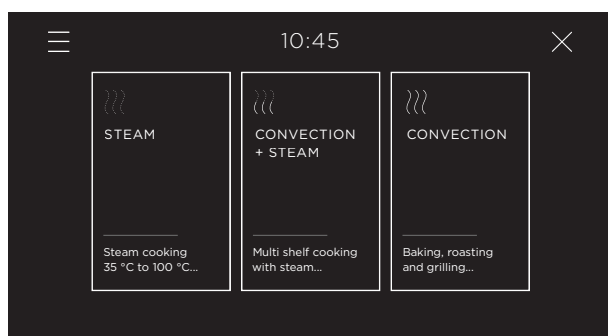 10:45
STEAM
CONVECTION
+ STEAM
CONVECTION
Steam cooking
35 °C to 100 °C...
Multi shelf cooking
with steam...
Baking, roasting
and grilling...